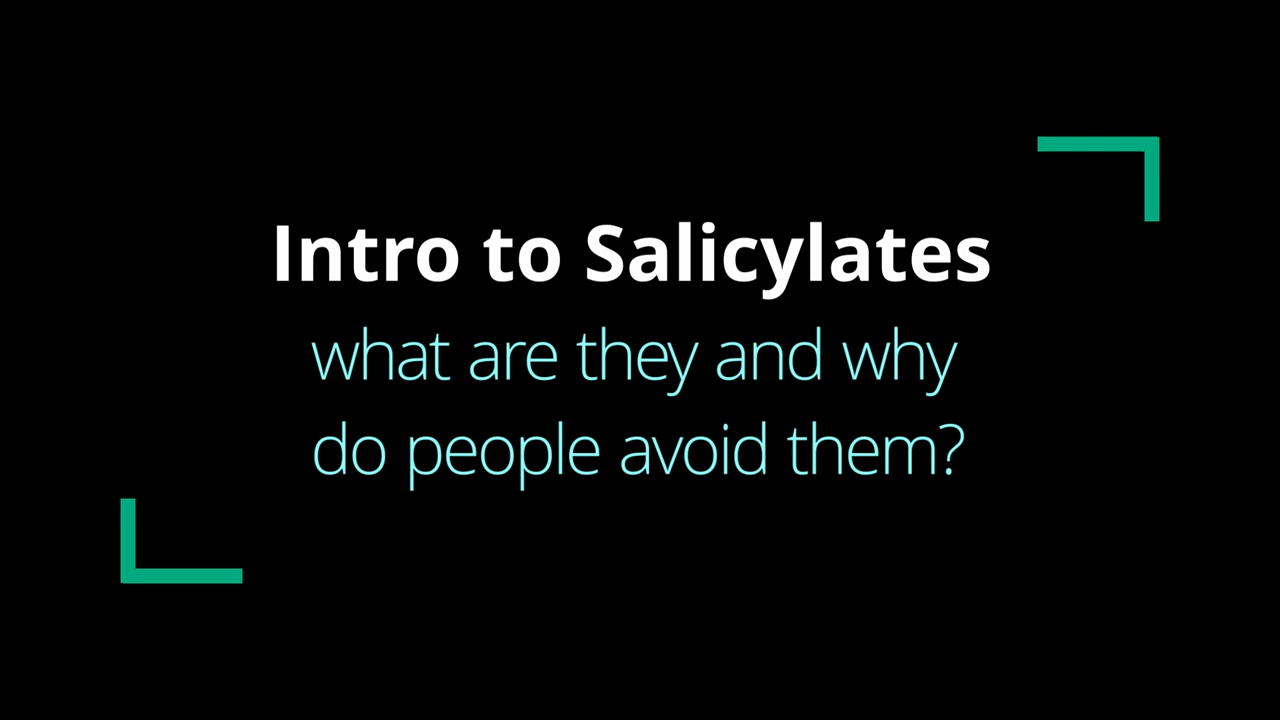 Intro to Salicylates
what are they and why
do people avoid them?